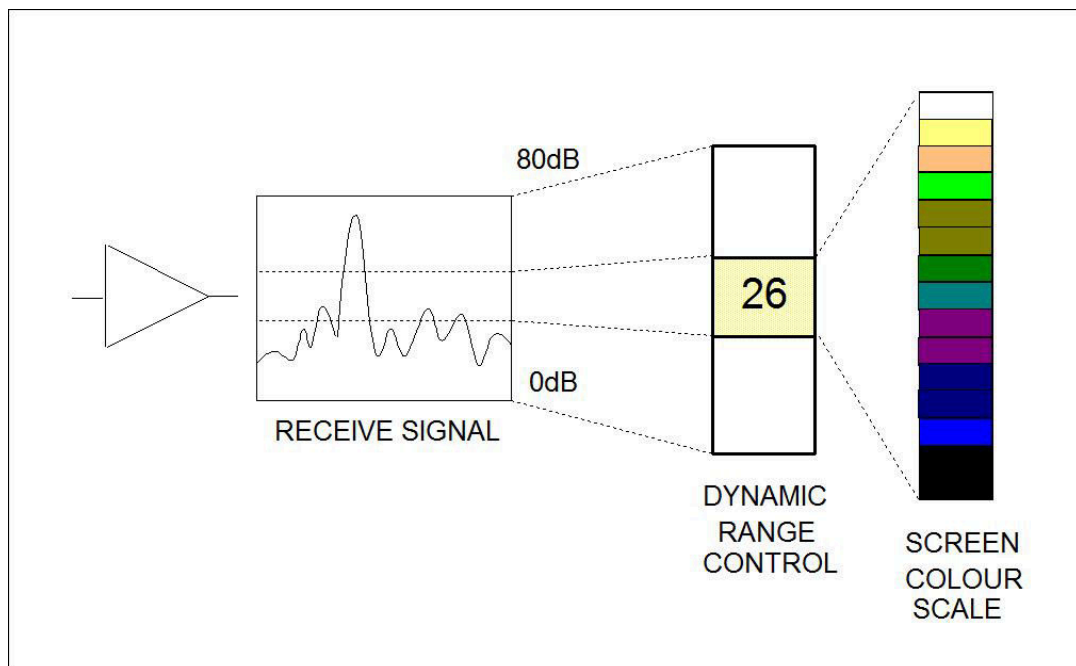 80dB
26
0dB
RECEIVE SIGNAL
DYNAMIC
RANGE
CONTROL
SCREEN
COLOUR
SCALE